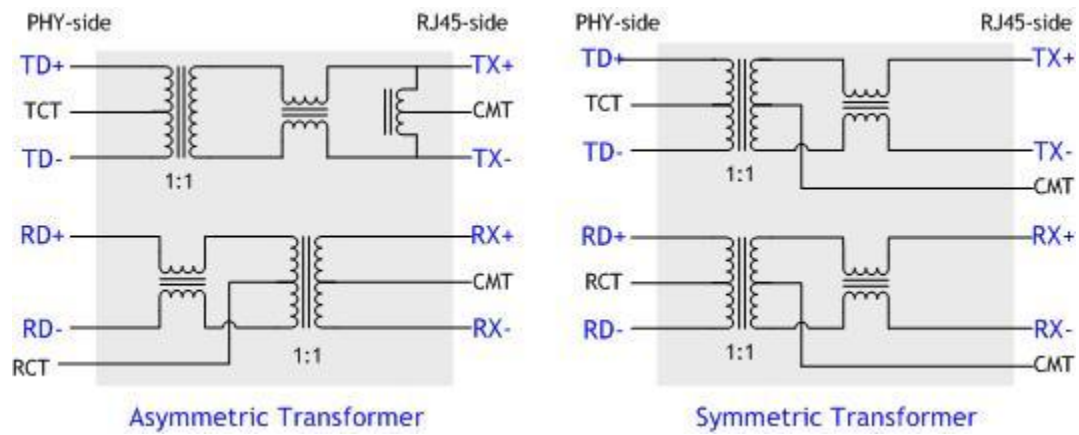 PHY-side RJ45-side
TD+ TX+
TCT CMT
TD- TX-
1:1
RD+ RX+
CMT
RD- RX-
RCT 1:1
Asymmetric Transformer
PHY-side RJ45-side
TD+ TX+
TCT
TD- TX-
1:1 CMT
RD+ RX+
RCT
RD- RX-
1:1 CMT
Symmetric Transformer